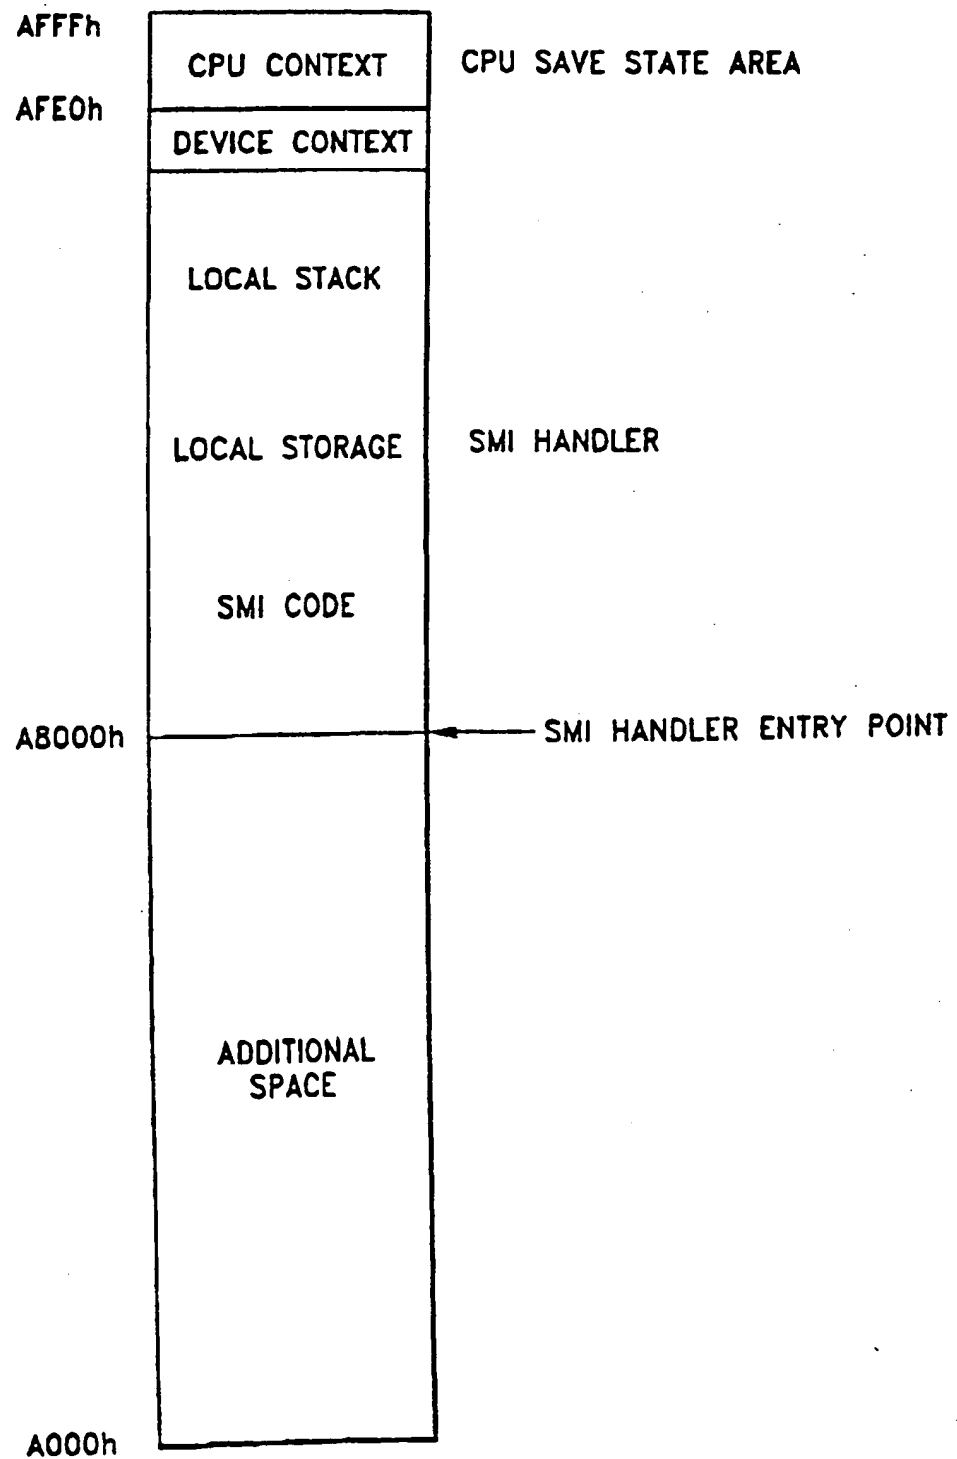 AFFFh
CPU CONTEXT
CPU SAVE STATE AREA
AFE0h
DEVICE CONTEXT
LOCAL STACK
LOCAL STORAGE
SMI HANDLER
SMI CODE
A8000h
SMI HANDLER ENTRY POINT
ADDITIONAL
SPACE
A000h